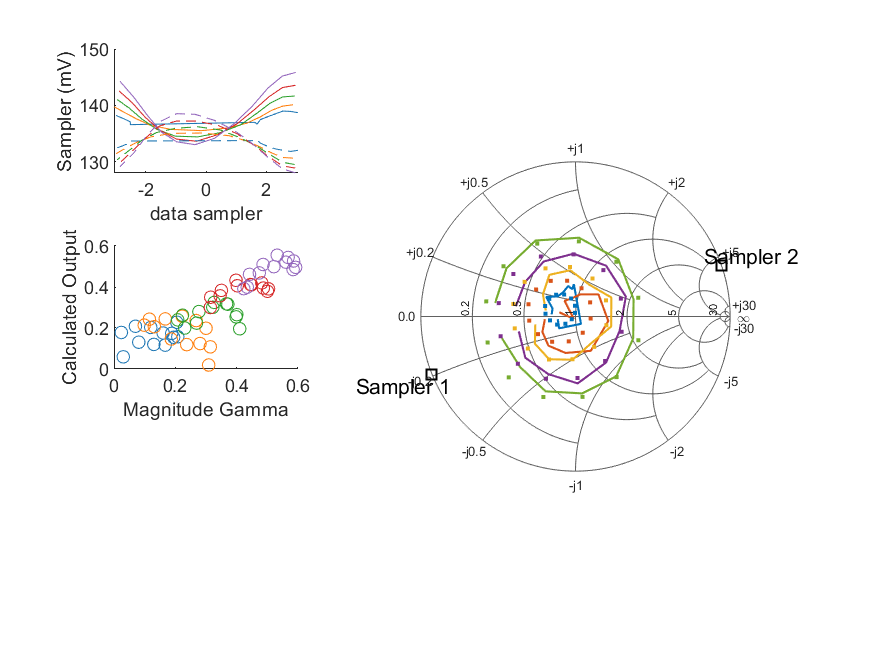 150
140
130
Sampler (mV)
-2 0 2
data sampler
0.6
0.4
0.2
0
Calculated Output
0 0.2 0.4 0.6
Magnitude Gamma
+j1
+j0.5
+j2
+j0.2
+j5
Sampler 2
0.0
0.2
0.5
1
2
5
30
+j30
∞
-j30
-j0.2
Sampler 1
-j5
-j0.5
-j2
-j1